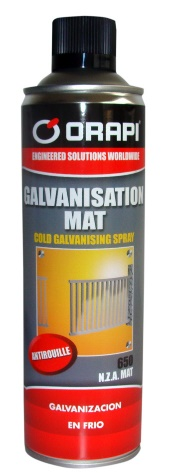 ORAPI
ENGINEERED SOLUTIONS WORLDWIDE
GALVANISATION
MAT
COLD GALVANISING SPRAY
ANTIROUILLE
650
N.Z.A. MAT
GALVANIZACION
EN FRIO